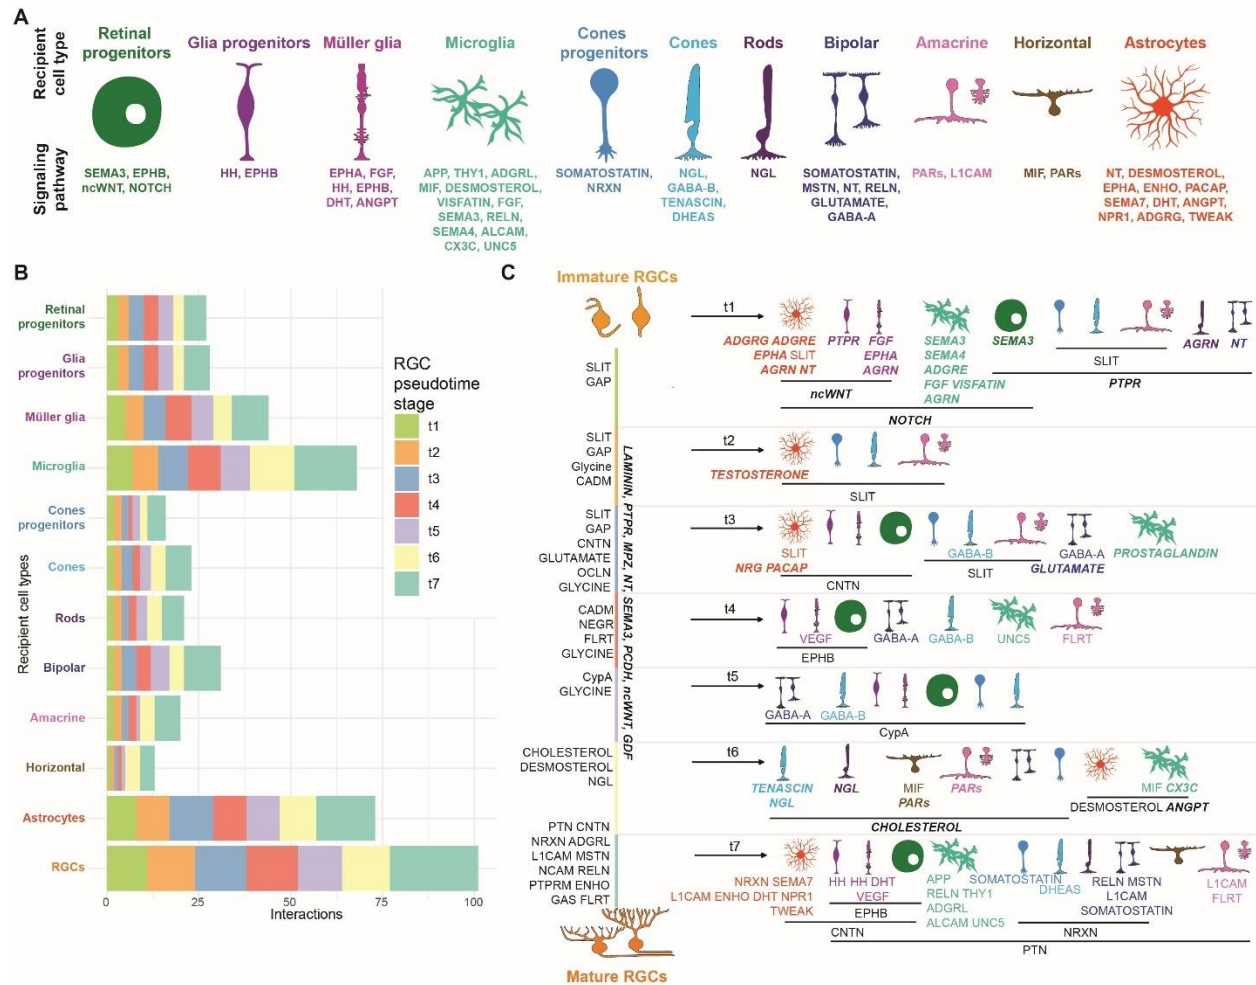 A
Recipient
cell type
Signaling
pathway
Retinal
progenitors
Glia progenitors
Müller glia
Microglia
Cones
progenitors
Cones
Rods
Bipolar
Amacrine
Horizontal
Astrocytes
SEMA3, EPHB,
ncWNT, NOTCH
HH, EPHB
EPHA, FGF,
HH, EPHB,
DHT, ANGPT
APP, THY1, ADGRL,
MIF, DESMOSTEROL,
VISFATIN, FGF,
SEMA3, RELN,
SEMA4, ALCAM,
CX3C, UNC5
SOMATOSTATIN,
NRXN
NGL,
GABA-B,
TENASCIN,
DHEAS
NGL
SOMATOSTATIN,
MSTN, NT, RELN,
GLUTAMATE,
GABA-A
PARs, L1CAM
MIF, PARs
NT, DESMOSTEROL,
EPHA, ENHO, PACAP,
SEMA7, DHT, ANGPT,
NPR1, ADGRG, TWEAK
B
Recipient cell types
Retinal
progenitors
Glia
progenitors
Müller glia
Microglia
Cones
progenitors
Cones
Rods
Bipolar
Amacrine
Horizontal
Astrocytes
RGCs
0
25
50
75
100
Interactions
RGC
pseudotime
stage
t1
t2
t3
t4
t5
t6
t7
C
Immature RGCs
SLIT
GAP
SLIT
GAP
Glycine
CADM
SLIT
GAP
CNTN
GLUTAMATE
OCLN
GLYCINE
CADM
NEGR
FLRT
GLYCINE
CypA
GLYCINE
CHOLESTEROL
DESMOSTEROL
NGL
PTN CNTN
NRXN ADGRL
L1CAM MSTN
NCAM RELN
PTPRM ENHO
GAS FLRT
LAMININ, PTPR, MPZ, NT, SEMA3, PCDH, ncWNT, GDF
Mature RGCs
t1
ADGRG ADGRE
EPHA SLIT
AGRN NT
PTPR
FGF
EPHA
AGRN
SEMA3
SEMA4
ADGRE
FGF VISFATIN
AGRN
SEMA3
SLIT
AGRN
NT
PTPR
ncWNT
NOTCH
t2
TESTOSTERONE
SLIT
t3
SLIT
NRG PACAP
CNTN
GABA-B
SLIT
GABA-A
GLUTAMATE
PROSTAGLANDIN
t4
VEGF
EPHB
GABA-A
GABA-B
UNC5
FLRT
t5
GABA-A
GABA-B
CypA
t6
TENASCIN
NGL
NGL
MIF
PARs
PARs
MIF CX3C
DESMOSTEROL ANGPT
CHOLESTEROL
t7
NRXN SEMA7
L1CAM ENHO DHT NPR1
TWEAK
HH HH DHT
VEGF
EPHB
CNTN
APP
RELN THY1
ADGRL
ALCAM UNC5
SOMATOSTATIN
DHEAS
RELN MSTN
L1CAM
SOMATOSTATIN
NRXN
L1CAM
FLRT
PTN